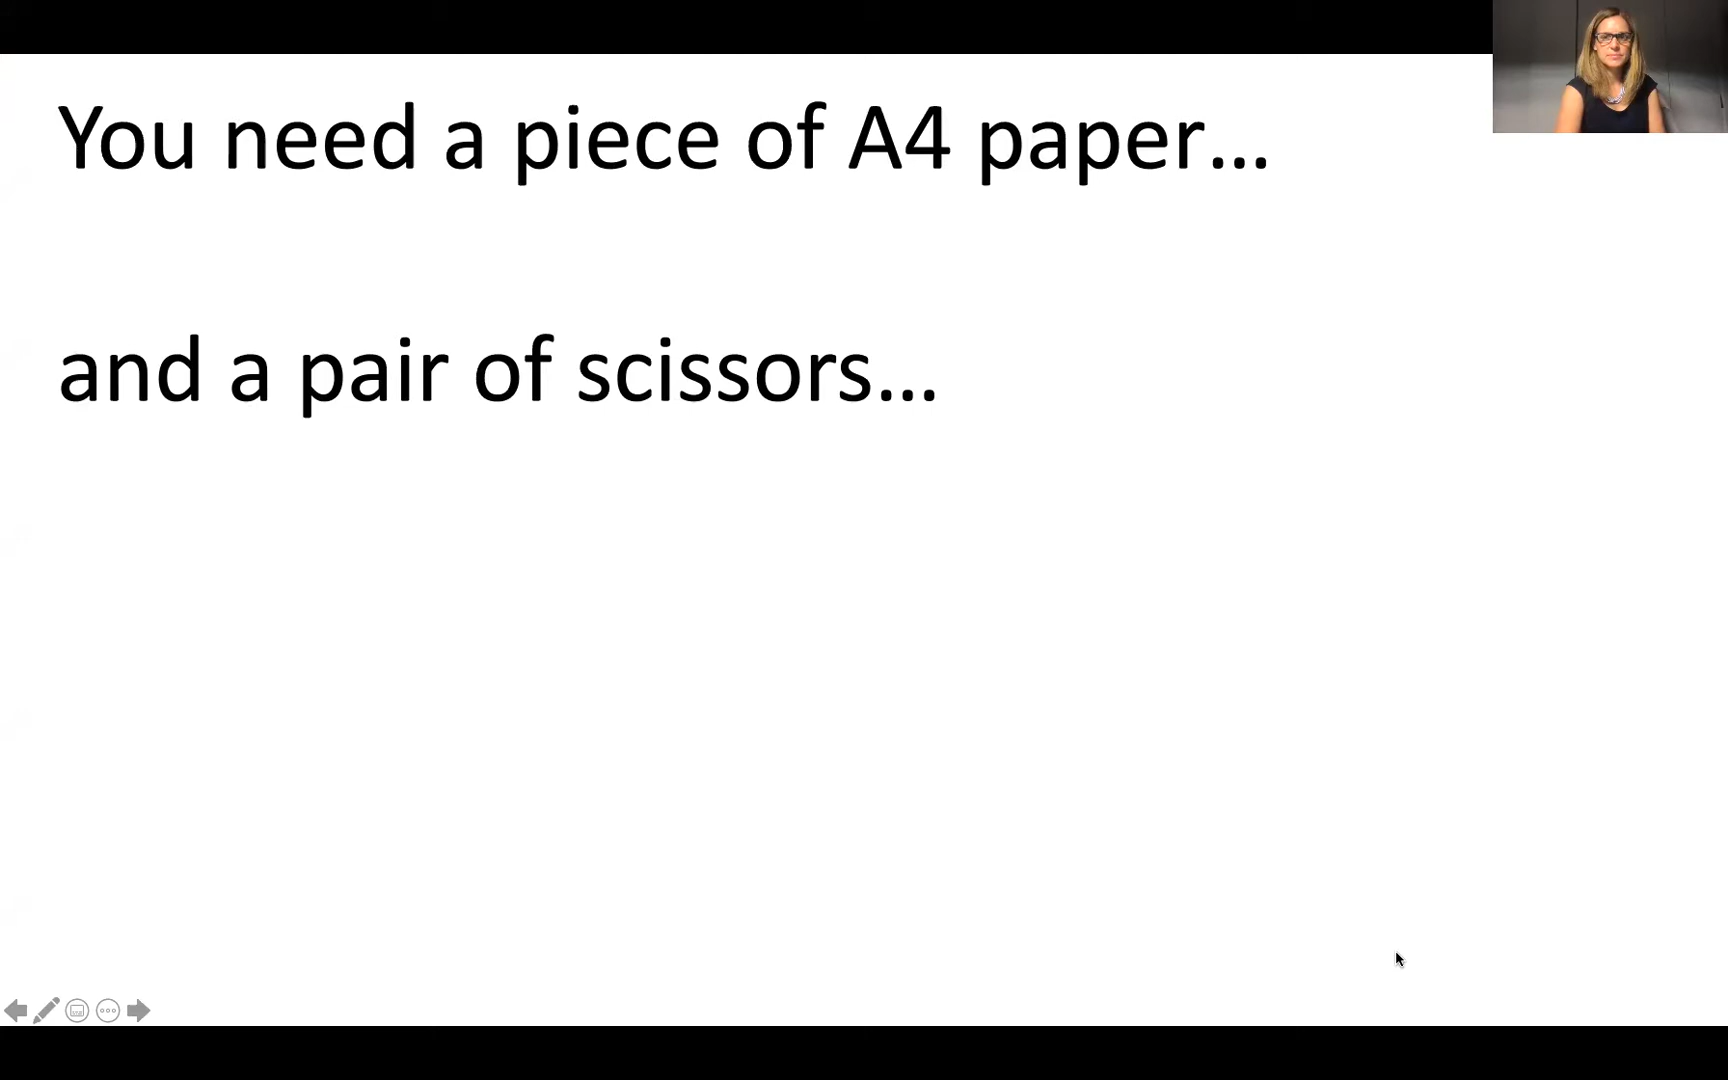 You need a piece of A4 paper...
and a pair of scissors...